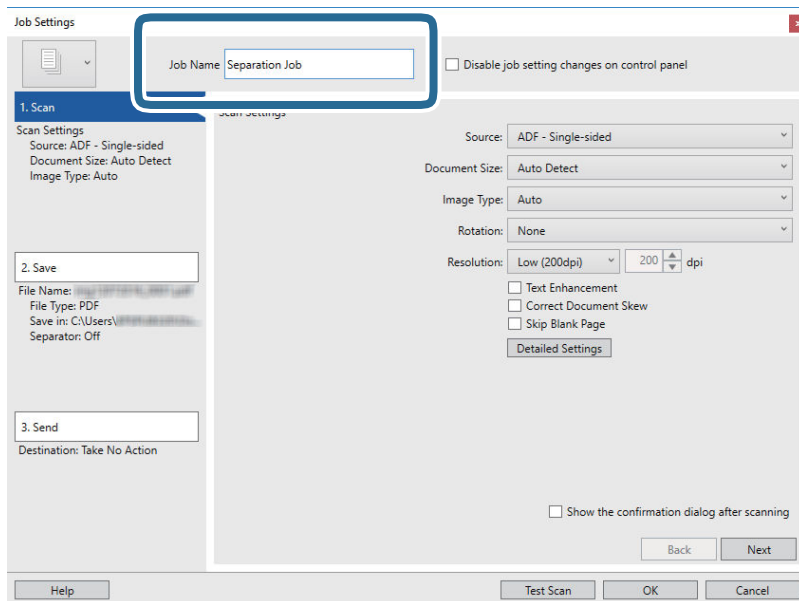 Job Settings
Job Name Separation Job
Disable job setting changes on control panel
1. Scan
Scan Settings
Source: ADF - Single-sided
Document Size: Auto Detect
Image Type: Auto
2. Save
File Name:
File Type: PDF
Save in: C:\Users\
Separator: Off
3. Send
Destination: Take No Action
Scan Settings
Source: ADF - Single-sided
Document Size: Auto Detect
Image Type: Auto
Rotation: None
Resolution: Low (200dpi) 200 dpi
Text Enhancement
Correct Document Skew
Skip Blank Page
Detailed Settings
Show the confirmation dialog after scanning
Back Next
Help Test Scan OK Cancel